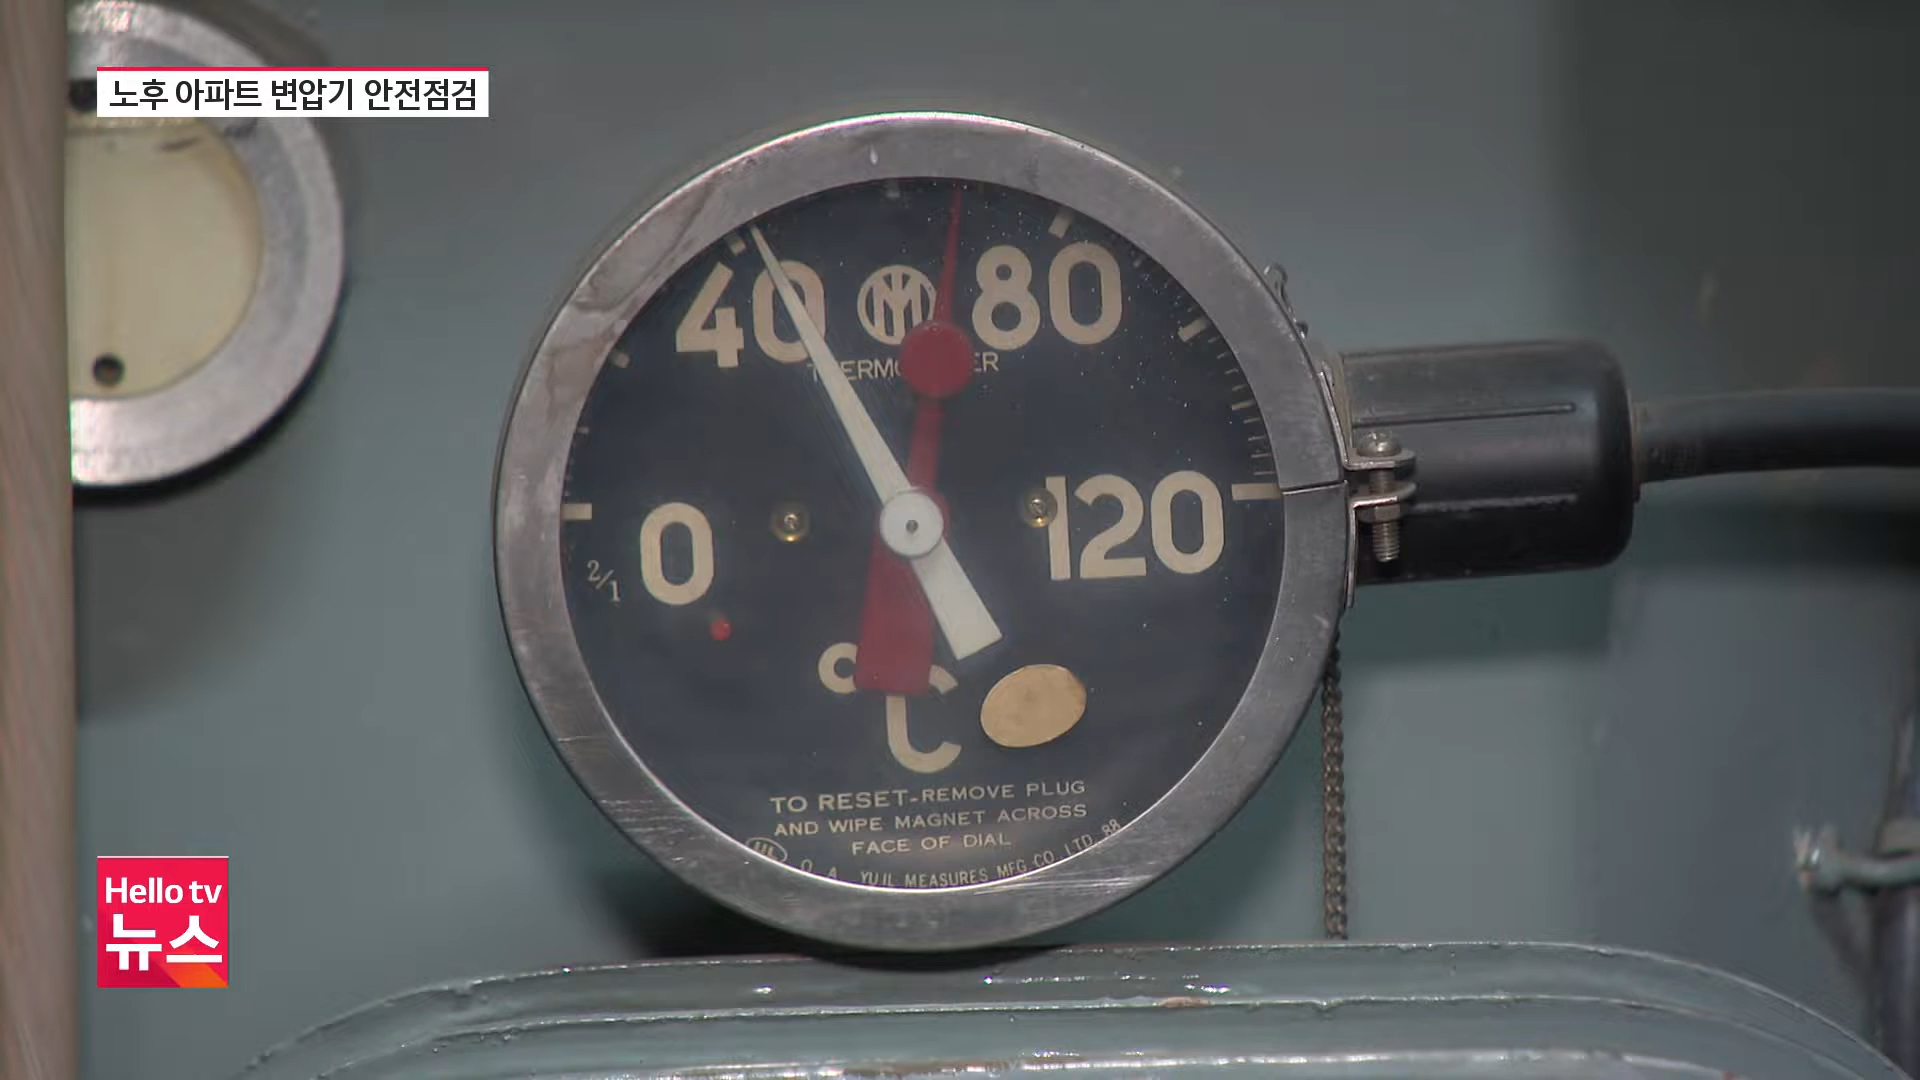 노후 아파트 변압기 안전점검
40
80
0
120
2/1
°C
TO RESET-REMOVE PLUG
AND WIPE MAGNET ACROSS
FACE OF DIAL
YUIL MEASURES MFG.CO.,LTD. 88
Hello tv
뉴스